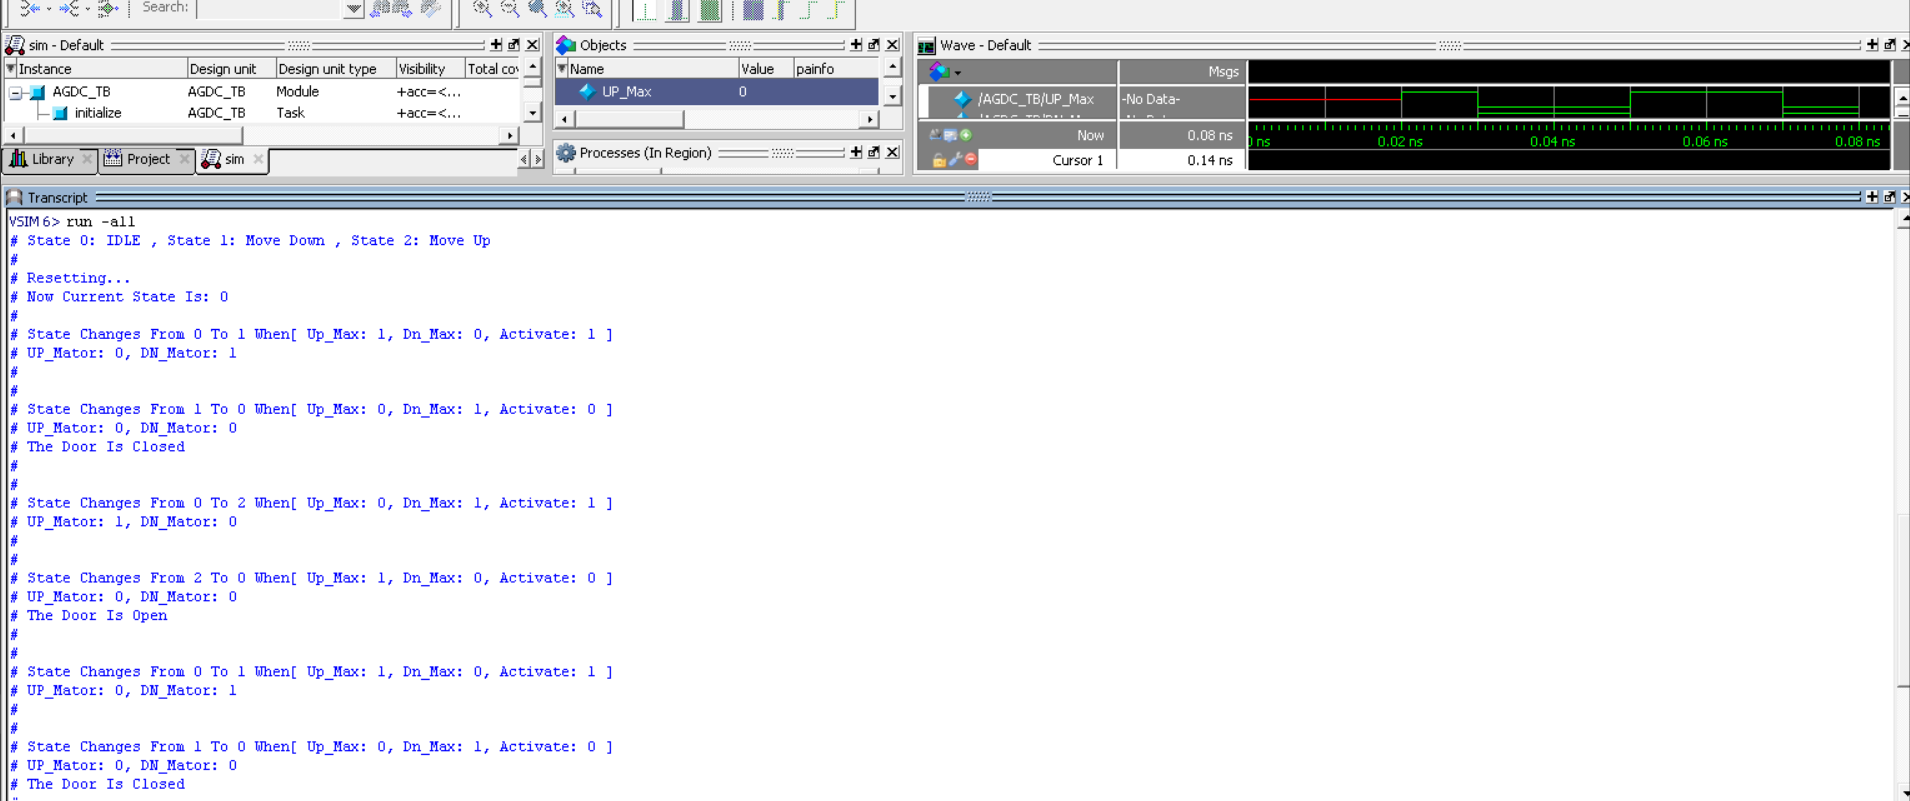 Search:
sim - Default
Instance Design unit Design unit type Visibility Total cov
AGDC_TB AGDC_TB Module +acc=<...
initialize AGDC_TB Task +acc=<...
Library Project sim
Objects
Name Value painfo
UP_Max 0
Processes (In Region)
Wave - Default
Msgs
/AGDC_TB/UP_Max -No Data-
Now 0.08 ns
Cursor 1 0.14 ns
ns 0.02 ns 0.04 ns 0.06 ns 0.08 ns
Transcript
VSIM 6> run -all
# State 0: IDLE , State 1: Move Down , State 2: Move Up
#
# Resetting...
# Now Current State Is: 0
#
# State Changes From 0 To 1 When[ Up_Max: 1, Dn_Max: 0, Activate: 1 ]
# UP_Mator: 0, DN_Mator: 1
#
#
# State Changes From 1 To 0 When[ Up_Max: 0, Dn_Max: 1, Activate: 0 ]
# UP_Mator: 0, DN_Mator: 0
# The Door Is Closed
#
#
# State Changes From 0 To 2 When[ Up_Max: 0, Dn_Max: 1, Activate: 1 ]
# UP_Mator: 1, DN_Mator: 0
#
#
# State Changes From 2 To 0 When[ Up_Max: 1, Dn_Max: 0, Activate: 0 ]
# UP_Mator: 0, DN_Mator: 0
# The Door Is Open
#
#
# State Changes From 0 To 1 When[ Up_Max: 1, Dn_Max: 0, Activate: 1 ]
# UP_Mator: 0, DN_Mator: 1
#
#
# State Changes From 1 To 0 When[ Up_Max: 0, Dn_Max: 1, Activate: 0 ]
# UP_Mator: 0, DN_Mator: 0
# The Door Is Closed